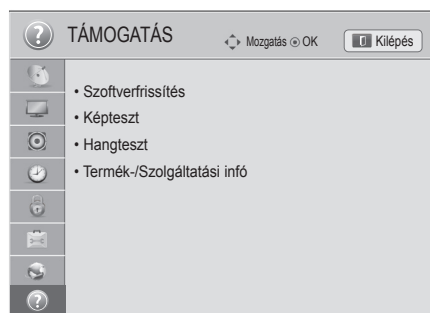 TÁMOGATÁS
Mozgatás OK
Kilépés
• Szoftverfrissítés
• Képteszt
• Hangteszt
• Termék-/Szolgáltatási infó